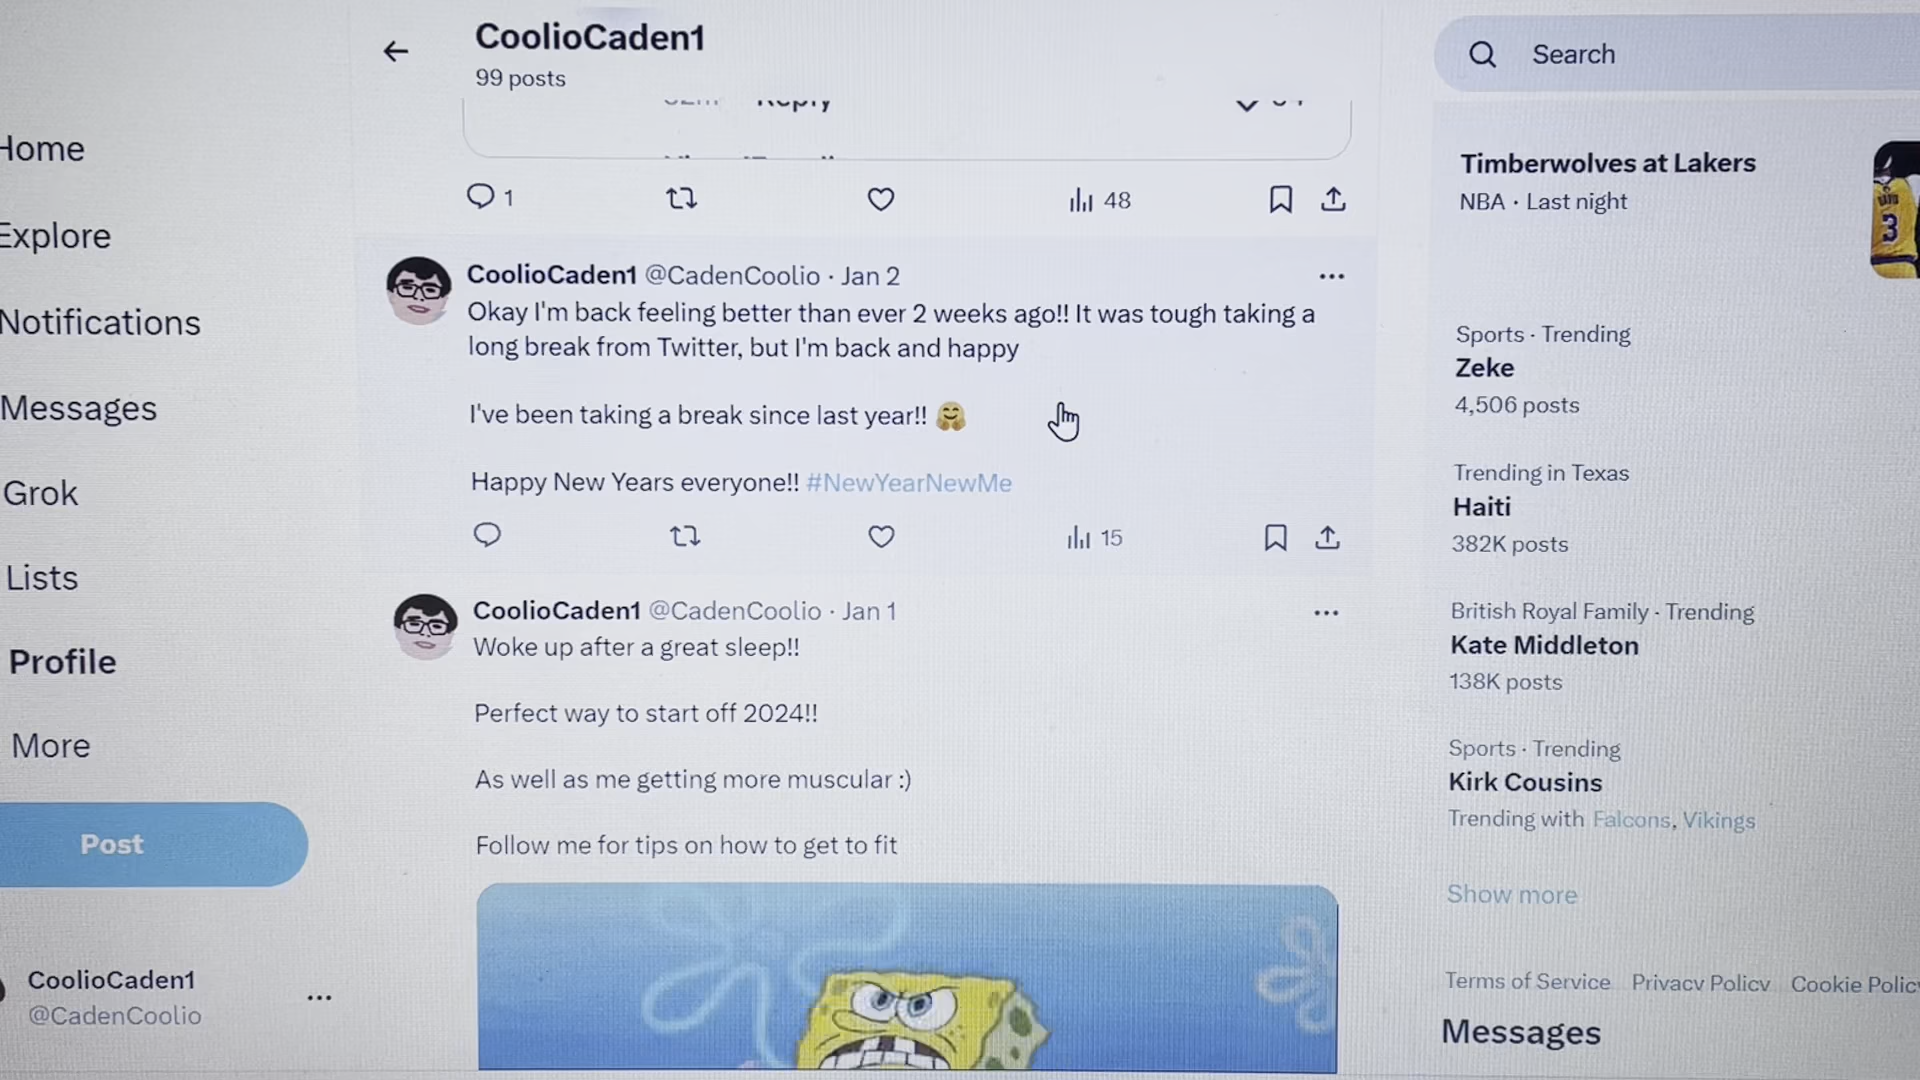 CoolioCaden1
99 posts
Reply
1
48
Search
Home
Explore
Notifications
Messages
Grok
Lists
Profile
More
Post
CoolioCaden1
@CadenCoolio
CoolioCaden1 @CadenCoolio · Jan 2
Okay I'm back feeling better than ever 2 weeks ago!! It was tough taking a
long break from Twitter, but I'm back and happy
I've been taking a break since last year!! 🤗
Happy New Years everyone!! #NewYearNewMe
15
CoolioCaden1 @CadenCoolio · Jan 1
Woke up after a great sleep!!
Perfect way to start off 2024!!
As well as me getting more muscular :)
Follow me for tips on how to get to fit
Timberwolves at Lakers
NBA · Last night
3
Sports · Trending
Zeke
4,506 posts
Trending in Texas
Haiti
382K posts
British Royal Family · Trending
Kate Middleton
138K posts
Sports · Trending
Kirk Cousins
Trending with Falcons, Vikings
Show more
Terms of Service Privacy Policy Cookie Policy
Messages